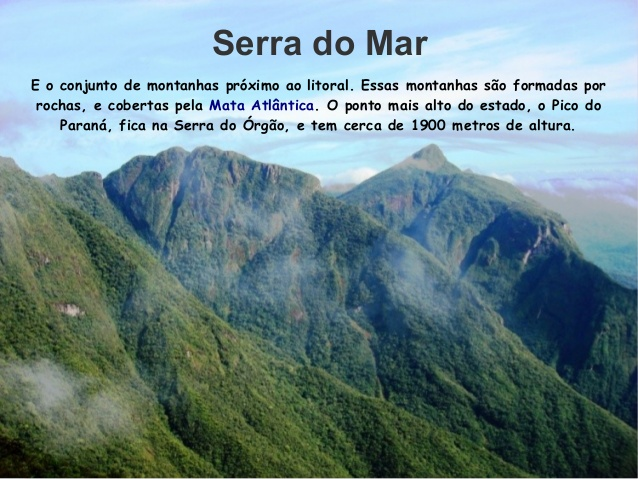 Serra do Mar
E o conjunto de montanhas próximo ao litoral. Essas montanhas são formadas por
rochas, e cobertas pela Mata Atlântica. O ponto mais alto do estado, o Pico do
Paraná, fica na Serra do Órgão, e tem cerca de 1900 metros de altura.